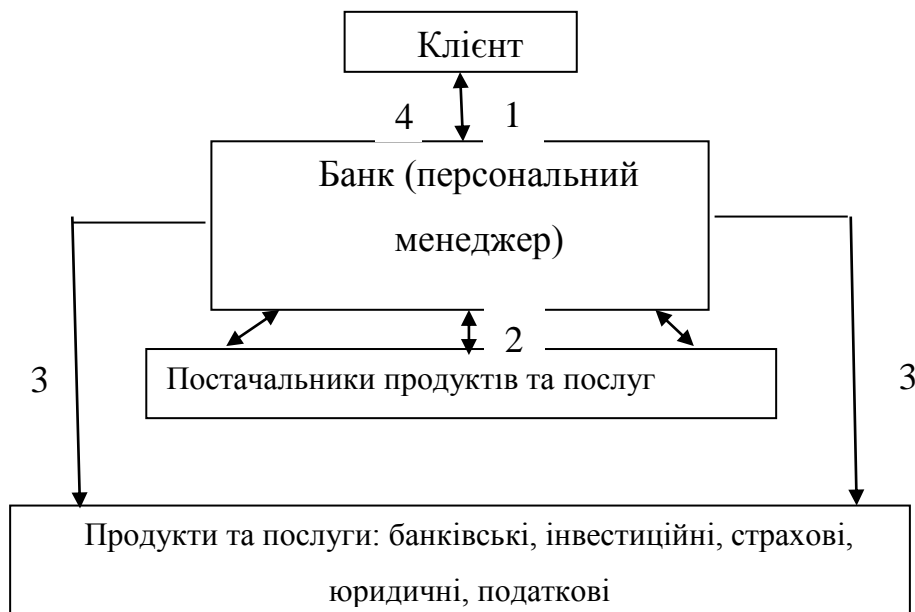 Клієнт
4 1
Банк (персональний
менеджер)
2
Постачальники продуктів та послуг
3 3
Продукти та послуги: банківські, інвестиційні, страхові,
юридичні, податкові